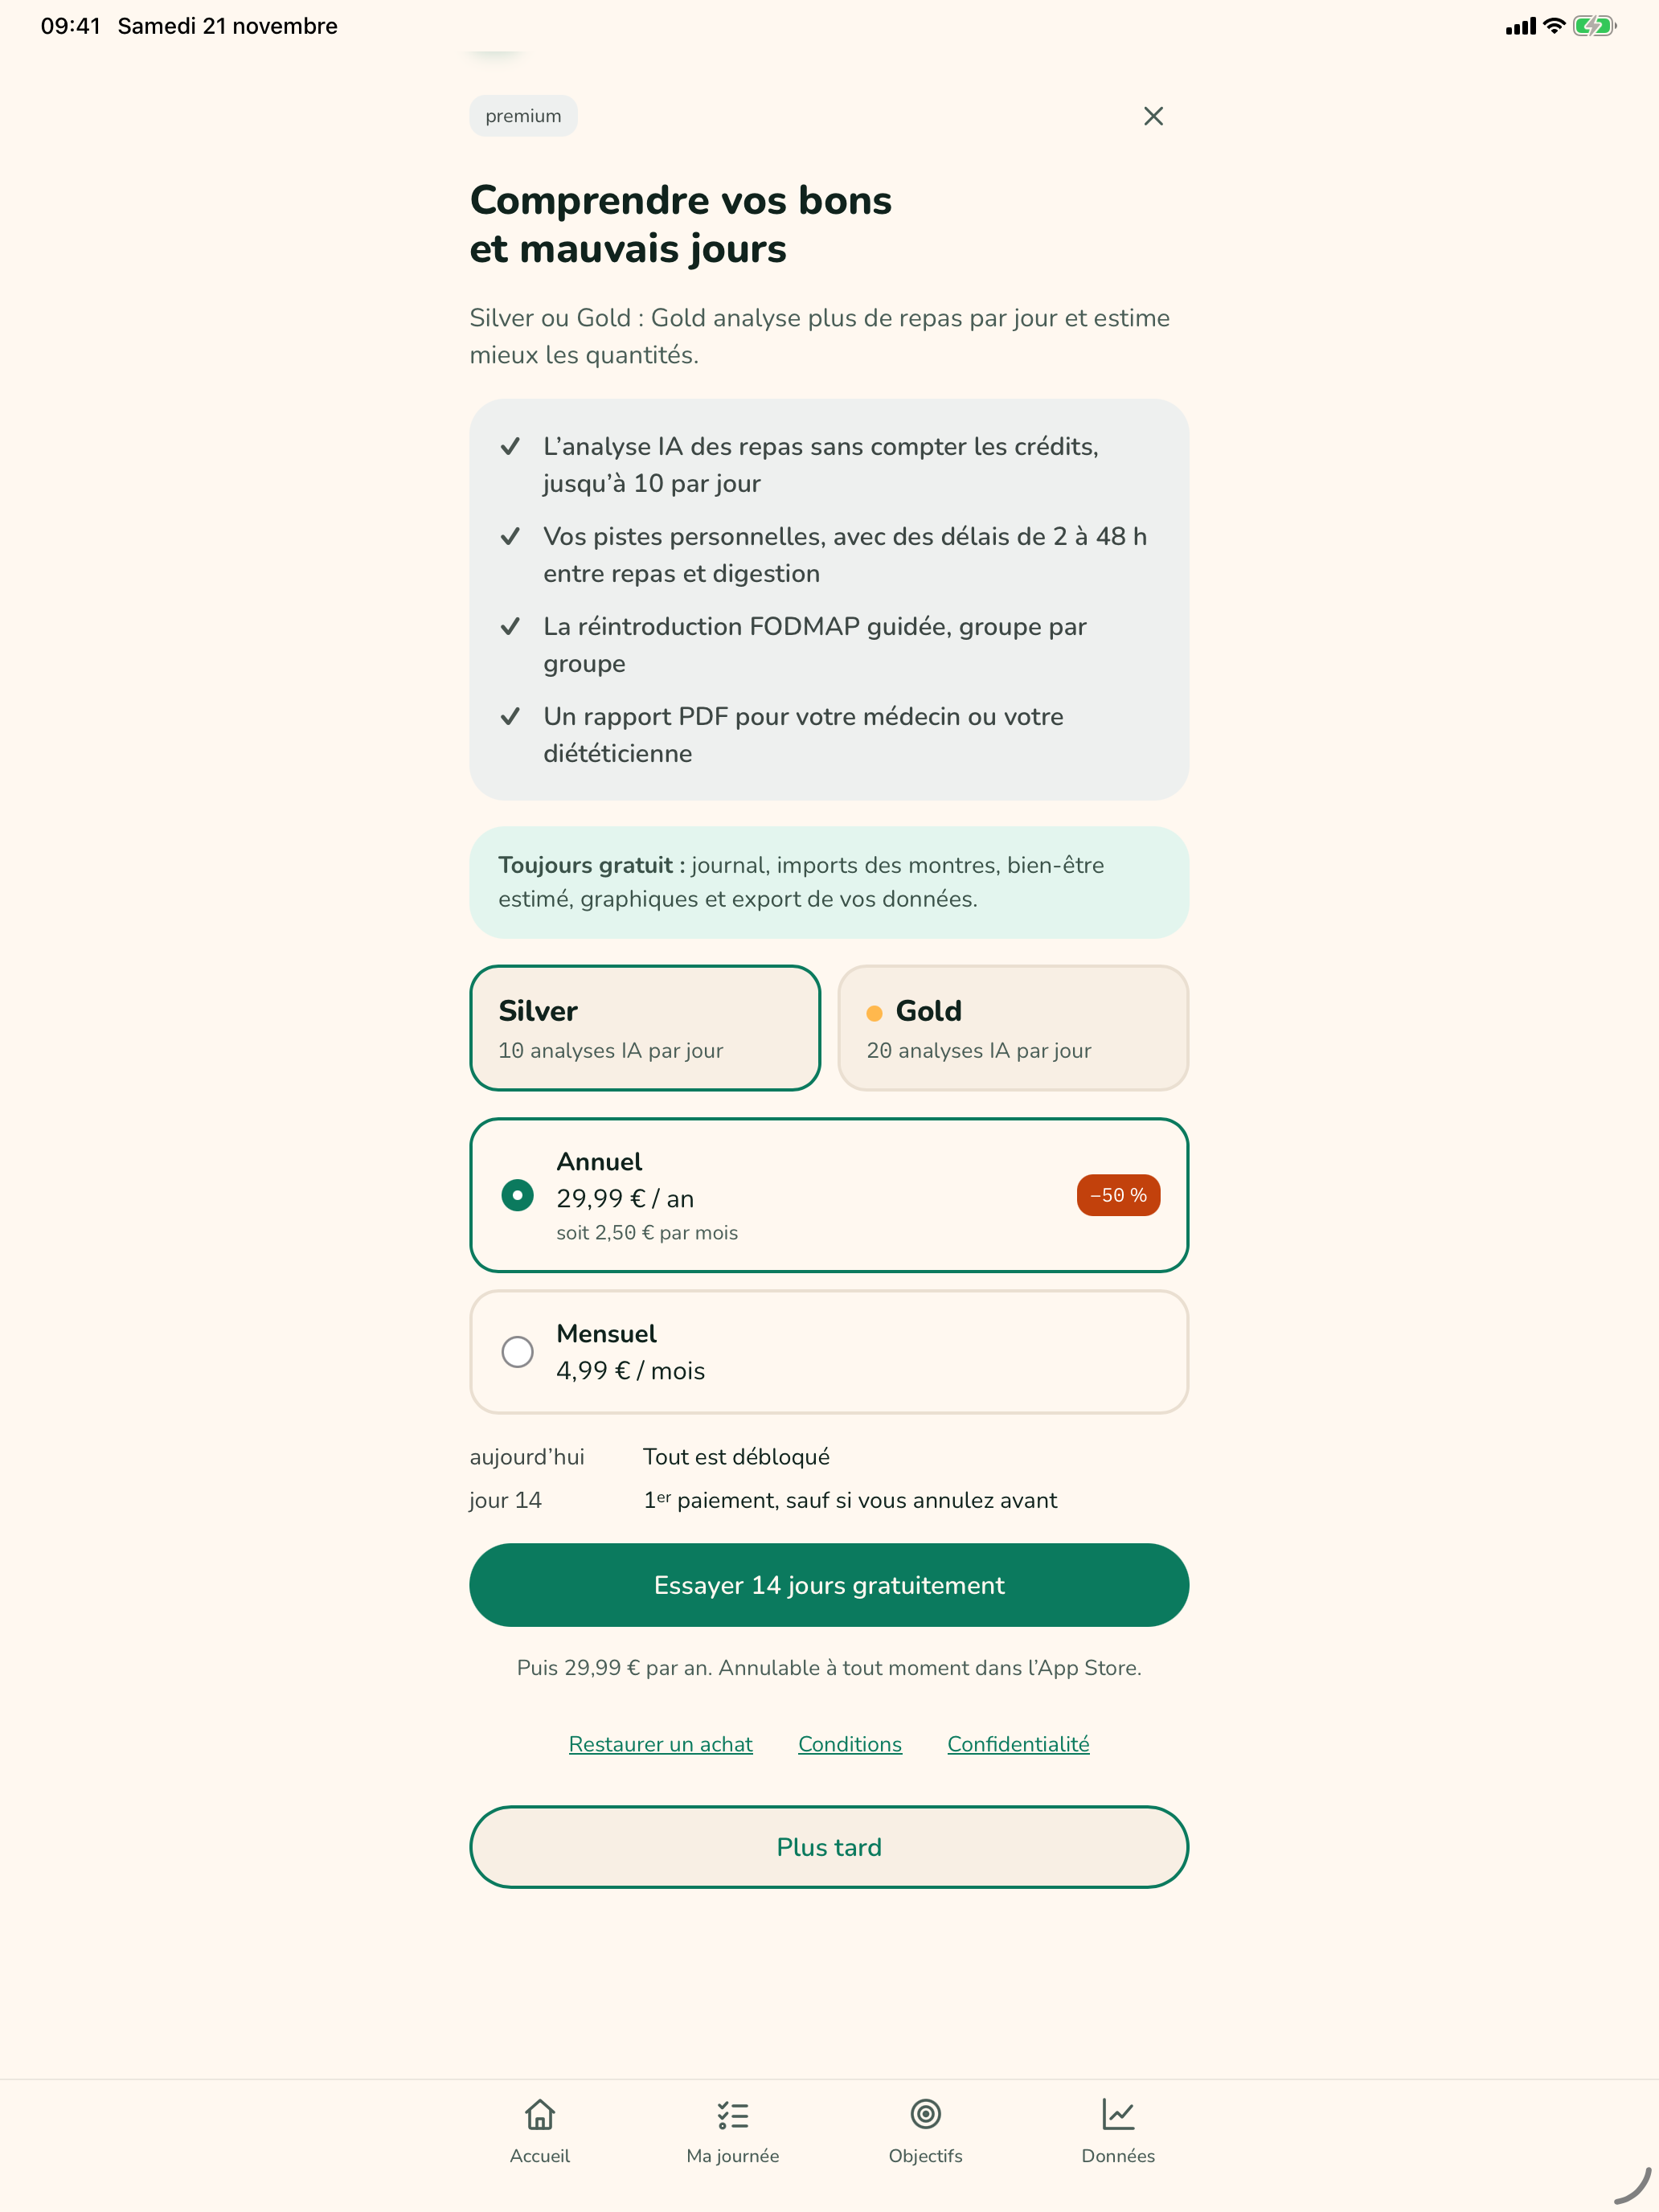 09:41 Samedi 21 novembre
premium
Comprendre vos bons
et mauvais jours
Silver ou Gold : Gold analyse plus de repas par jour et estime
mieux les quantités.
L’analyse IA des repas sans compter les crédits,
jusqu’à 10 par jour
Vos pistes personnelles, avec des délais de 2 à 48 h
entre repas et digestion
La réintroduction FODMAP guidée, groupe par
groupe
Un rapport PDF pour votre médecin ou votre
diététicienne
Toujours gratuit : journal, imports des montres, bien-être
estimé, graphiques et export de vos données.
Silver
10 analyses IA par jour
Gold
20 analyses IA par jour
Annuel
29,99 € / an
soit 2,50 € par mois
−50 %
Mensuel
4,99 € / mois
aujourd’hui Tout est débloqué
jour 14 1er paiement, sauf si vous annulez avant
Essayer 14 jours gratuitement
Puis 29,99 € par an. Annulable à tout moment dans l’App Store.
Restaurer un achat Conditions Confidentialité
Plus tard
Accueil Ma journée Objectifs Données